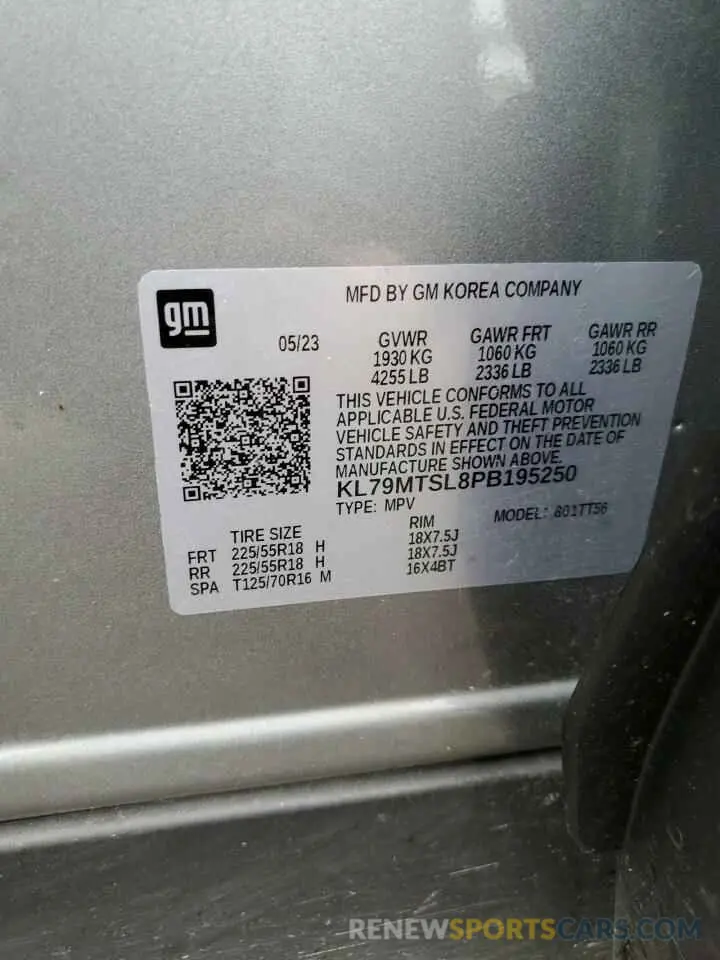 gm
MFD BY GM KOREA COMPANY
05/23 GVWR GAWR FRT GAWR RR
1930 KG 1060 KG 1060 KG
4255 LB 2336 LB 2336 LB
THIS VEHICLE CONFORMS TO ALL
APPLICABLE U.S. FEDERAL MOTOR
VEHICLE SAFETY AND THEFT PREVENTION
STANDARDS IN EFFECT ON THE DATE OF
MANUFACTURE SHOWN ABOVE.
KL79MTSL8PB195250
TYPE: MPV MODEL: 801TT56
TIRE SIZE RIM
FRT 225/55R18 H 18X7.5J
RR 225/55R18 H 18X7.5J
SPA T125/70R16 M 16X4BT
RENEWSPORTSCARS.COM